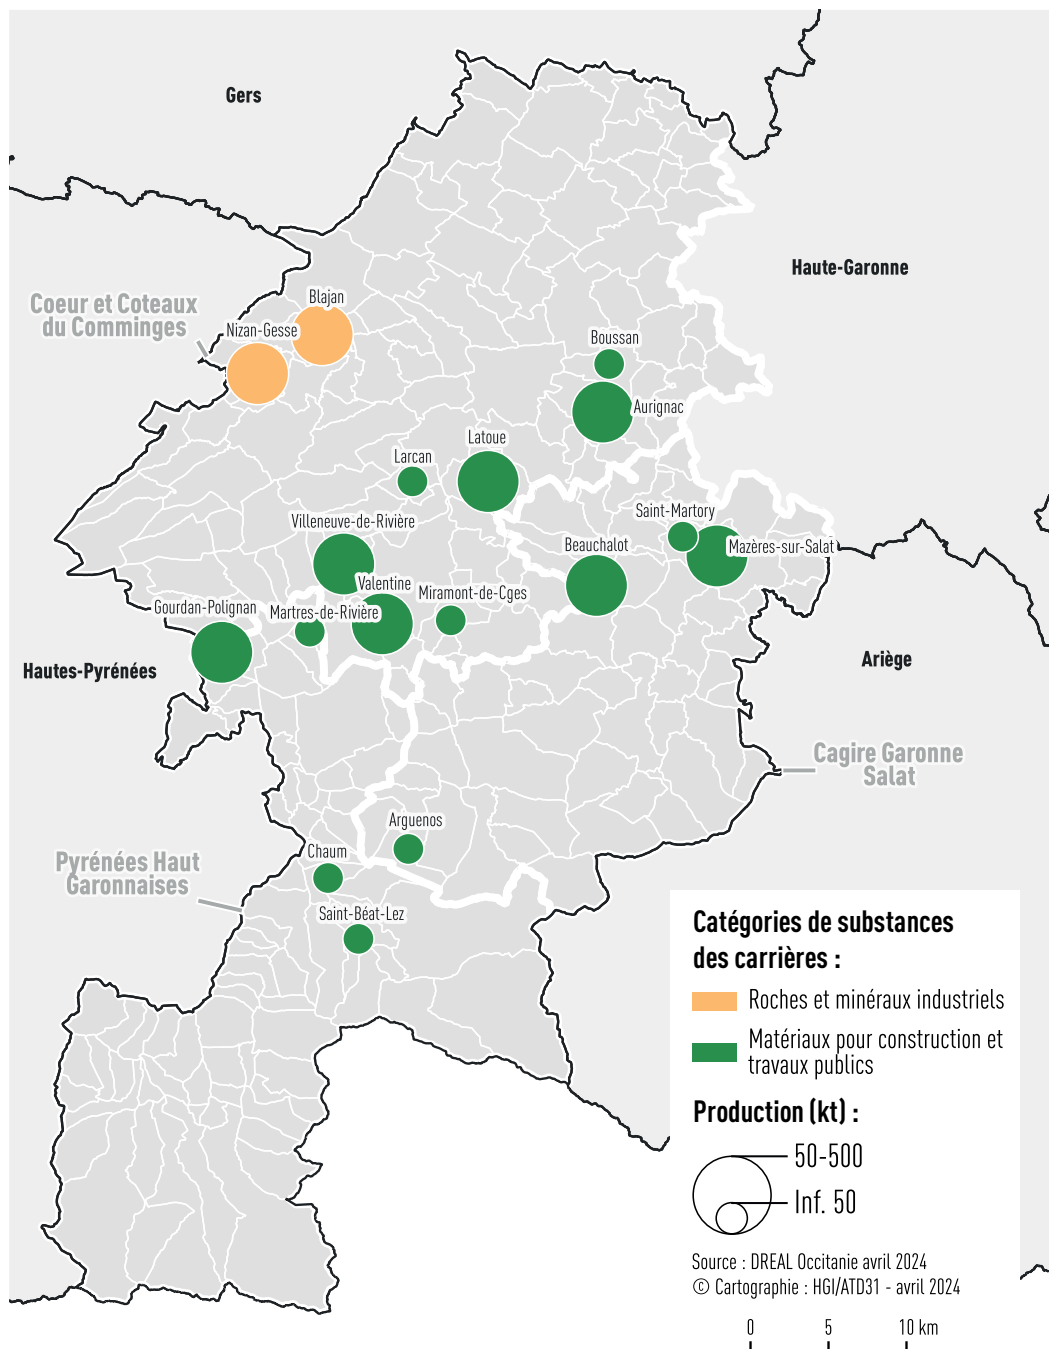 Gers
Haute-Garonne
Coeur et Coteaux
du Comminges
Blajan
Nizan-Gesse
Boussan
Aurignac
Latoue
Larcan
Saint-Martory
Villeneuve-de-Rivière
Beauchalot
Mazères-sur-Salat
Valentine
Miramont-de-Cges
Gourdan-Polignan
Martres-de-Rivière
Hautes-Pyrénées
Ariège
Cagire Garonne
Salat
Arguenos
Chaum
Pyrénées Haut
Garonnaises
Saint-Béat-Lez
Catégories de substances
des carrières :
Roches et minéraux industriels
Matériaux pour construction et
travaux publics
Production (kt) :
50-500
Inf. 50
Source : DREAL Occitanie avril 2024
© Cartographie : HGI/ATD31 - avril 2024
0 5 10 km